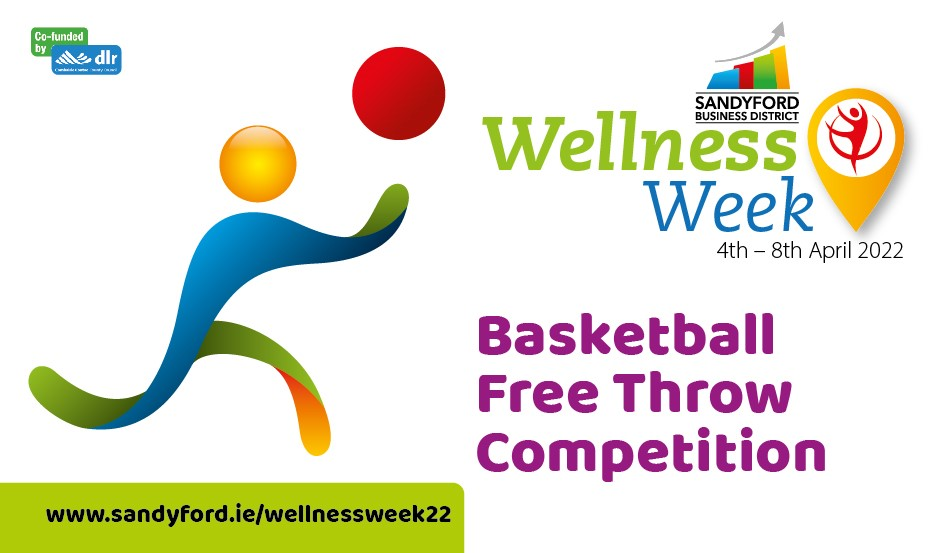 Co-funded
by
dlr
SANDYFORD
BUSINESS DISTRICT
Wellness
Week
4th – 8th April 2022
Basketball
Free Throw
Competition
www.sandyford.ie/wellnessweek22